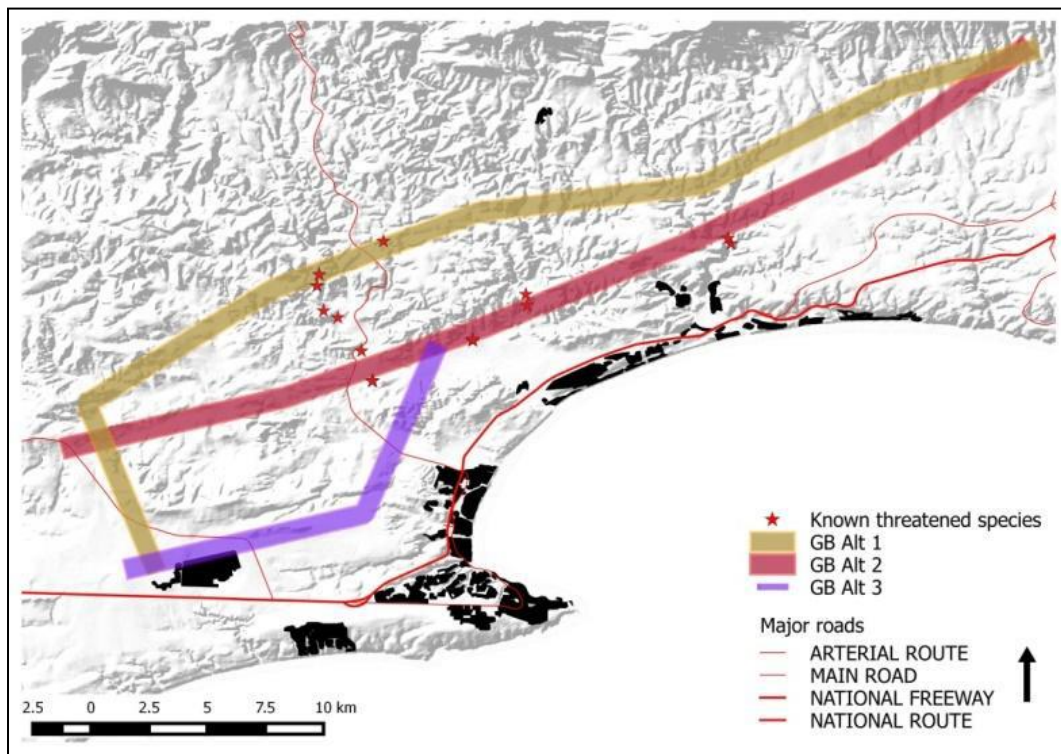 Known threatened species
GB Alt 1
GB Alt 2
GB Alt 3
Major roads
ARTERIAL ROUTE
MAIN ROAD
NATIONAL FREEWAY
NATIONAL ROUTE
2.5 0 2.5 5 7.5 10 km